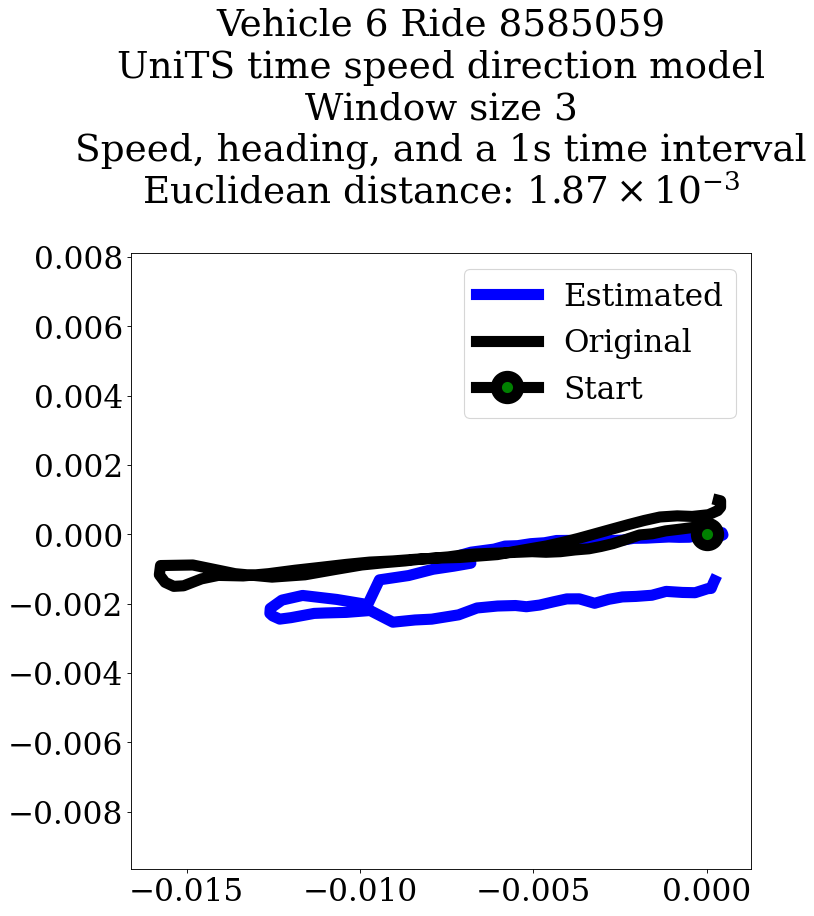 Vehicle 6 Ride 8585059
UniTS time speed direction model
Window size 3
Speed, heading, and a 1s time interval
Euclidean distance: 1.87 × 10⁻³
Estimated
Original
Start
0.008
0.006
0.004
0.002
0.000
−0.002
−0.004
−0.006
−0.008
−0.015 −0.010 −0.005 0.000